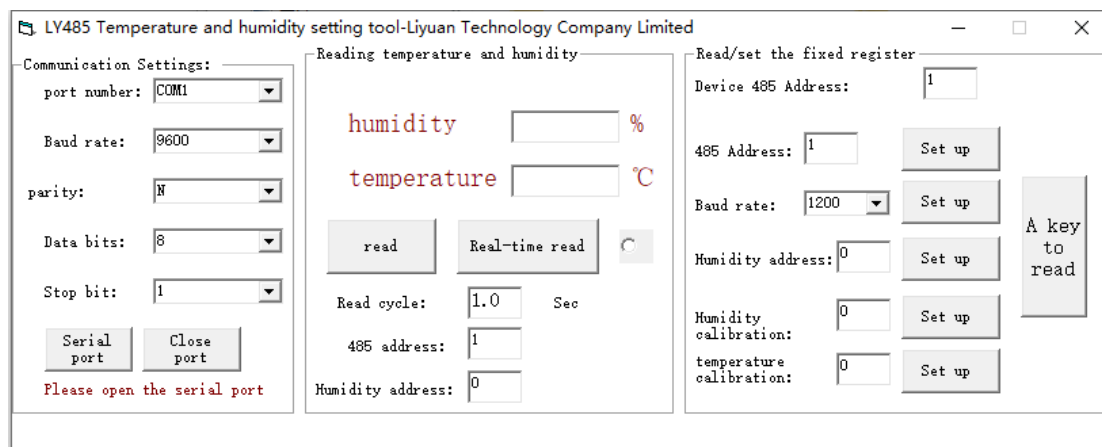 LY485 Temperature and humidity setting tool-Liyuan Technology Company Limited
Communication Settings:
port number: COM1
Baud rate: 9600
parity: N
Data bits: 8
Stop bit: 1
Serial port
Close port
Please open the serial port
Reading temperature and humidity
humidity %
temperature ℃
read
Real-time read
Read cycle: 1.0 Sec
485 address: 1
Humidity address: 0
Read/set the fixed register
Device 485 Address: 1
485 Address: 1 Set up
Baud rate: 1200 Set up
Humidity address: 0 Set up
Humidity calibration: 0 Set up
temperature calibration: 0 Set up
A key
to
read